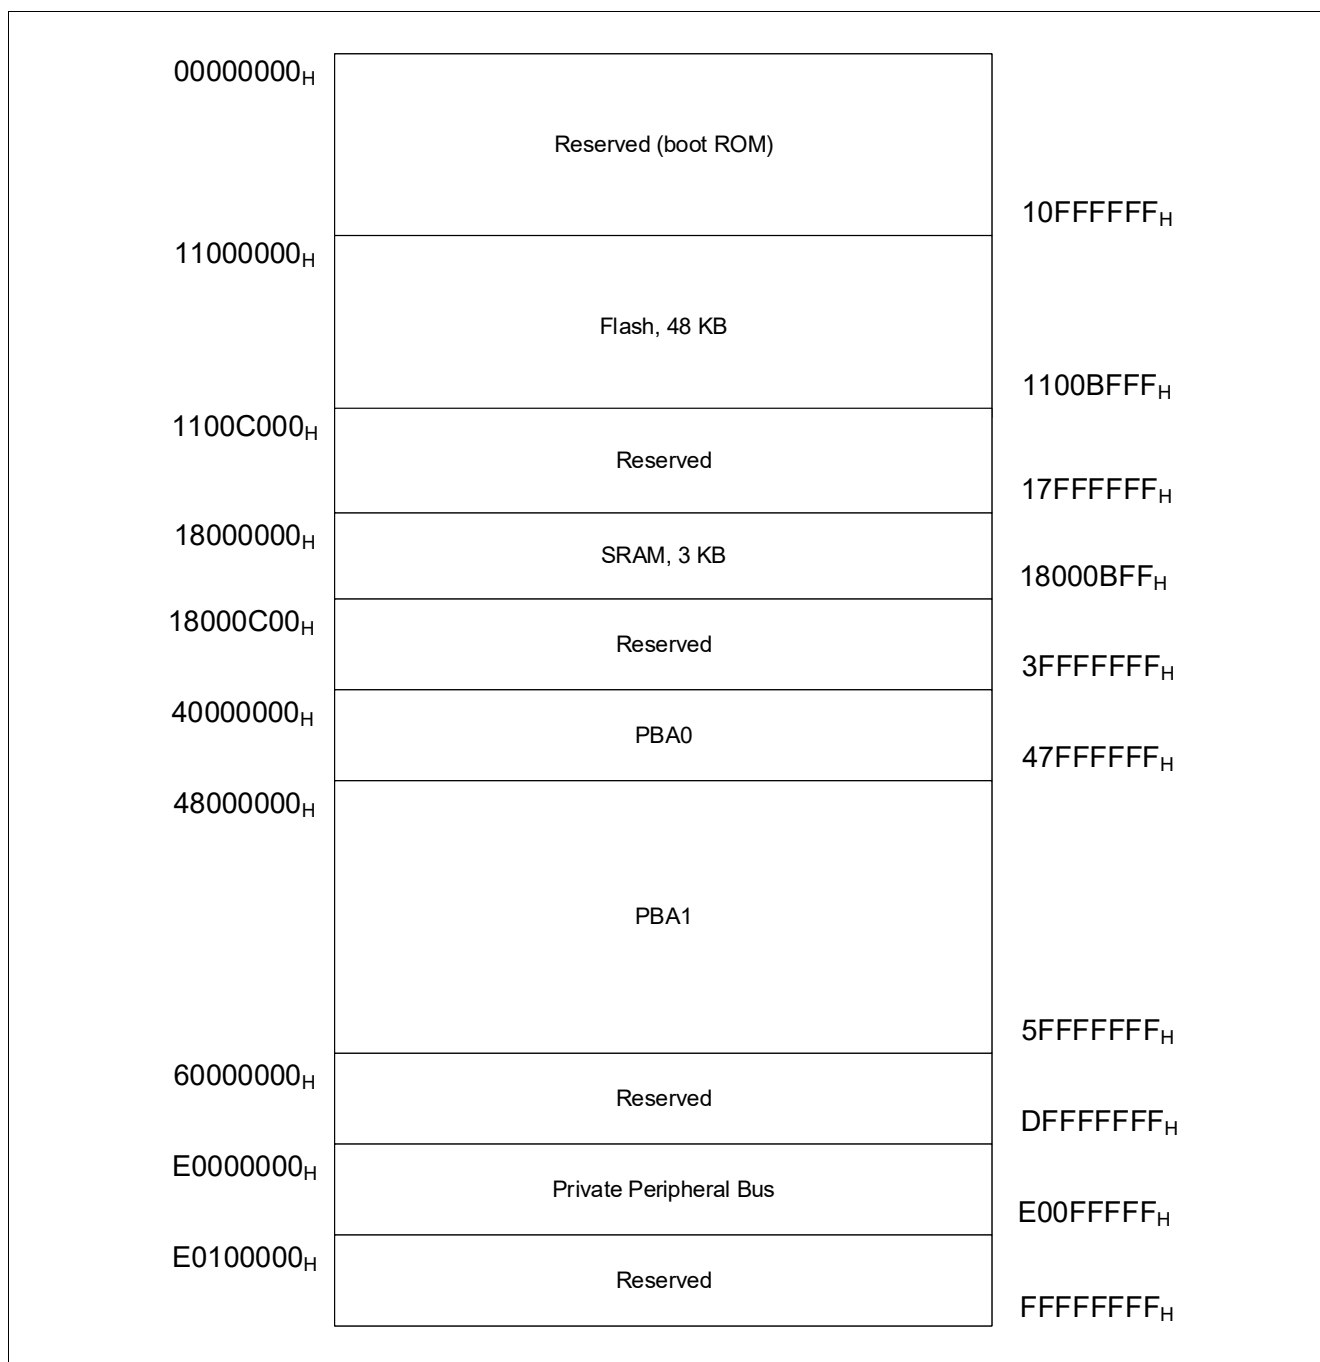 00000000H
Reserved (boot ROM)
10FFFFFFH
11000000H
Flash, 48 KB
1100BFFFH
1100C000H
Reserved
17FFFFFFH
18000000H
SRAM, 3 KB
18000BFFH
18000C00H
Reserved
3FFFFFFFH
40000000H
PBA0
47FFFFFFH
48000000H
PBA1
5FFFFFFFH
60000000H
Reserved
DFFFFFFFH
E0000000H
Private Peripheral Bus
E00FFFFFH
E0100000H
Reserved
FFFFFFFFH